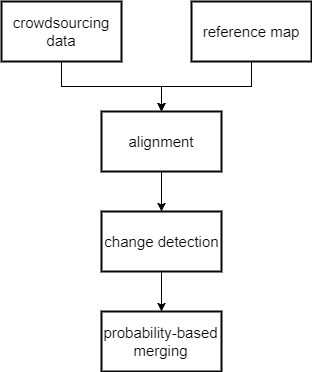 crowdsourcing
data
reference map
alignment
change detection
probability-based
merging